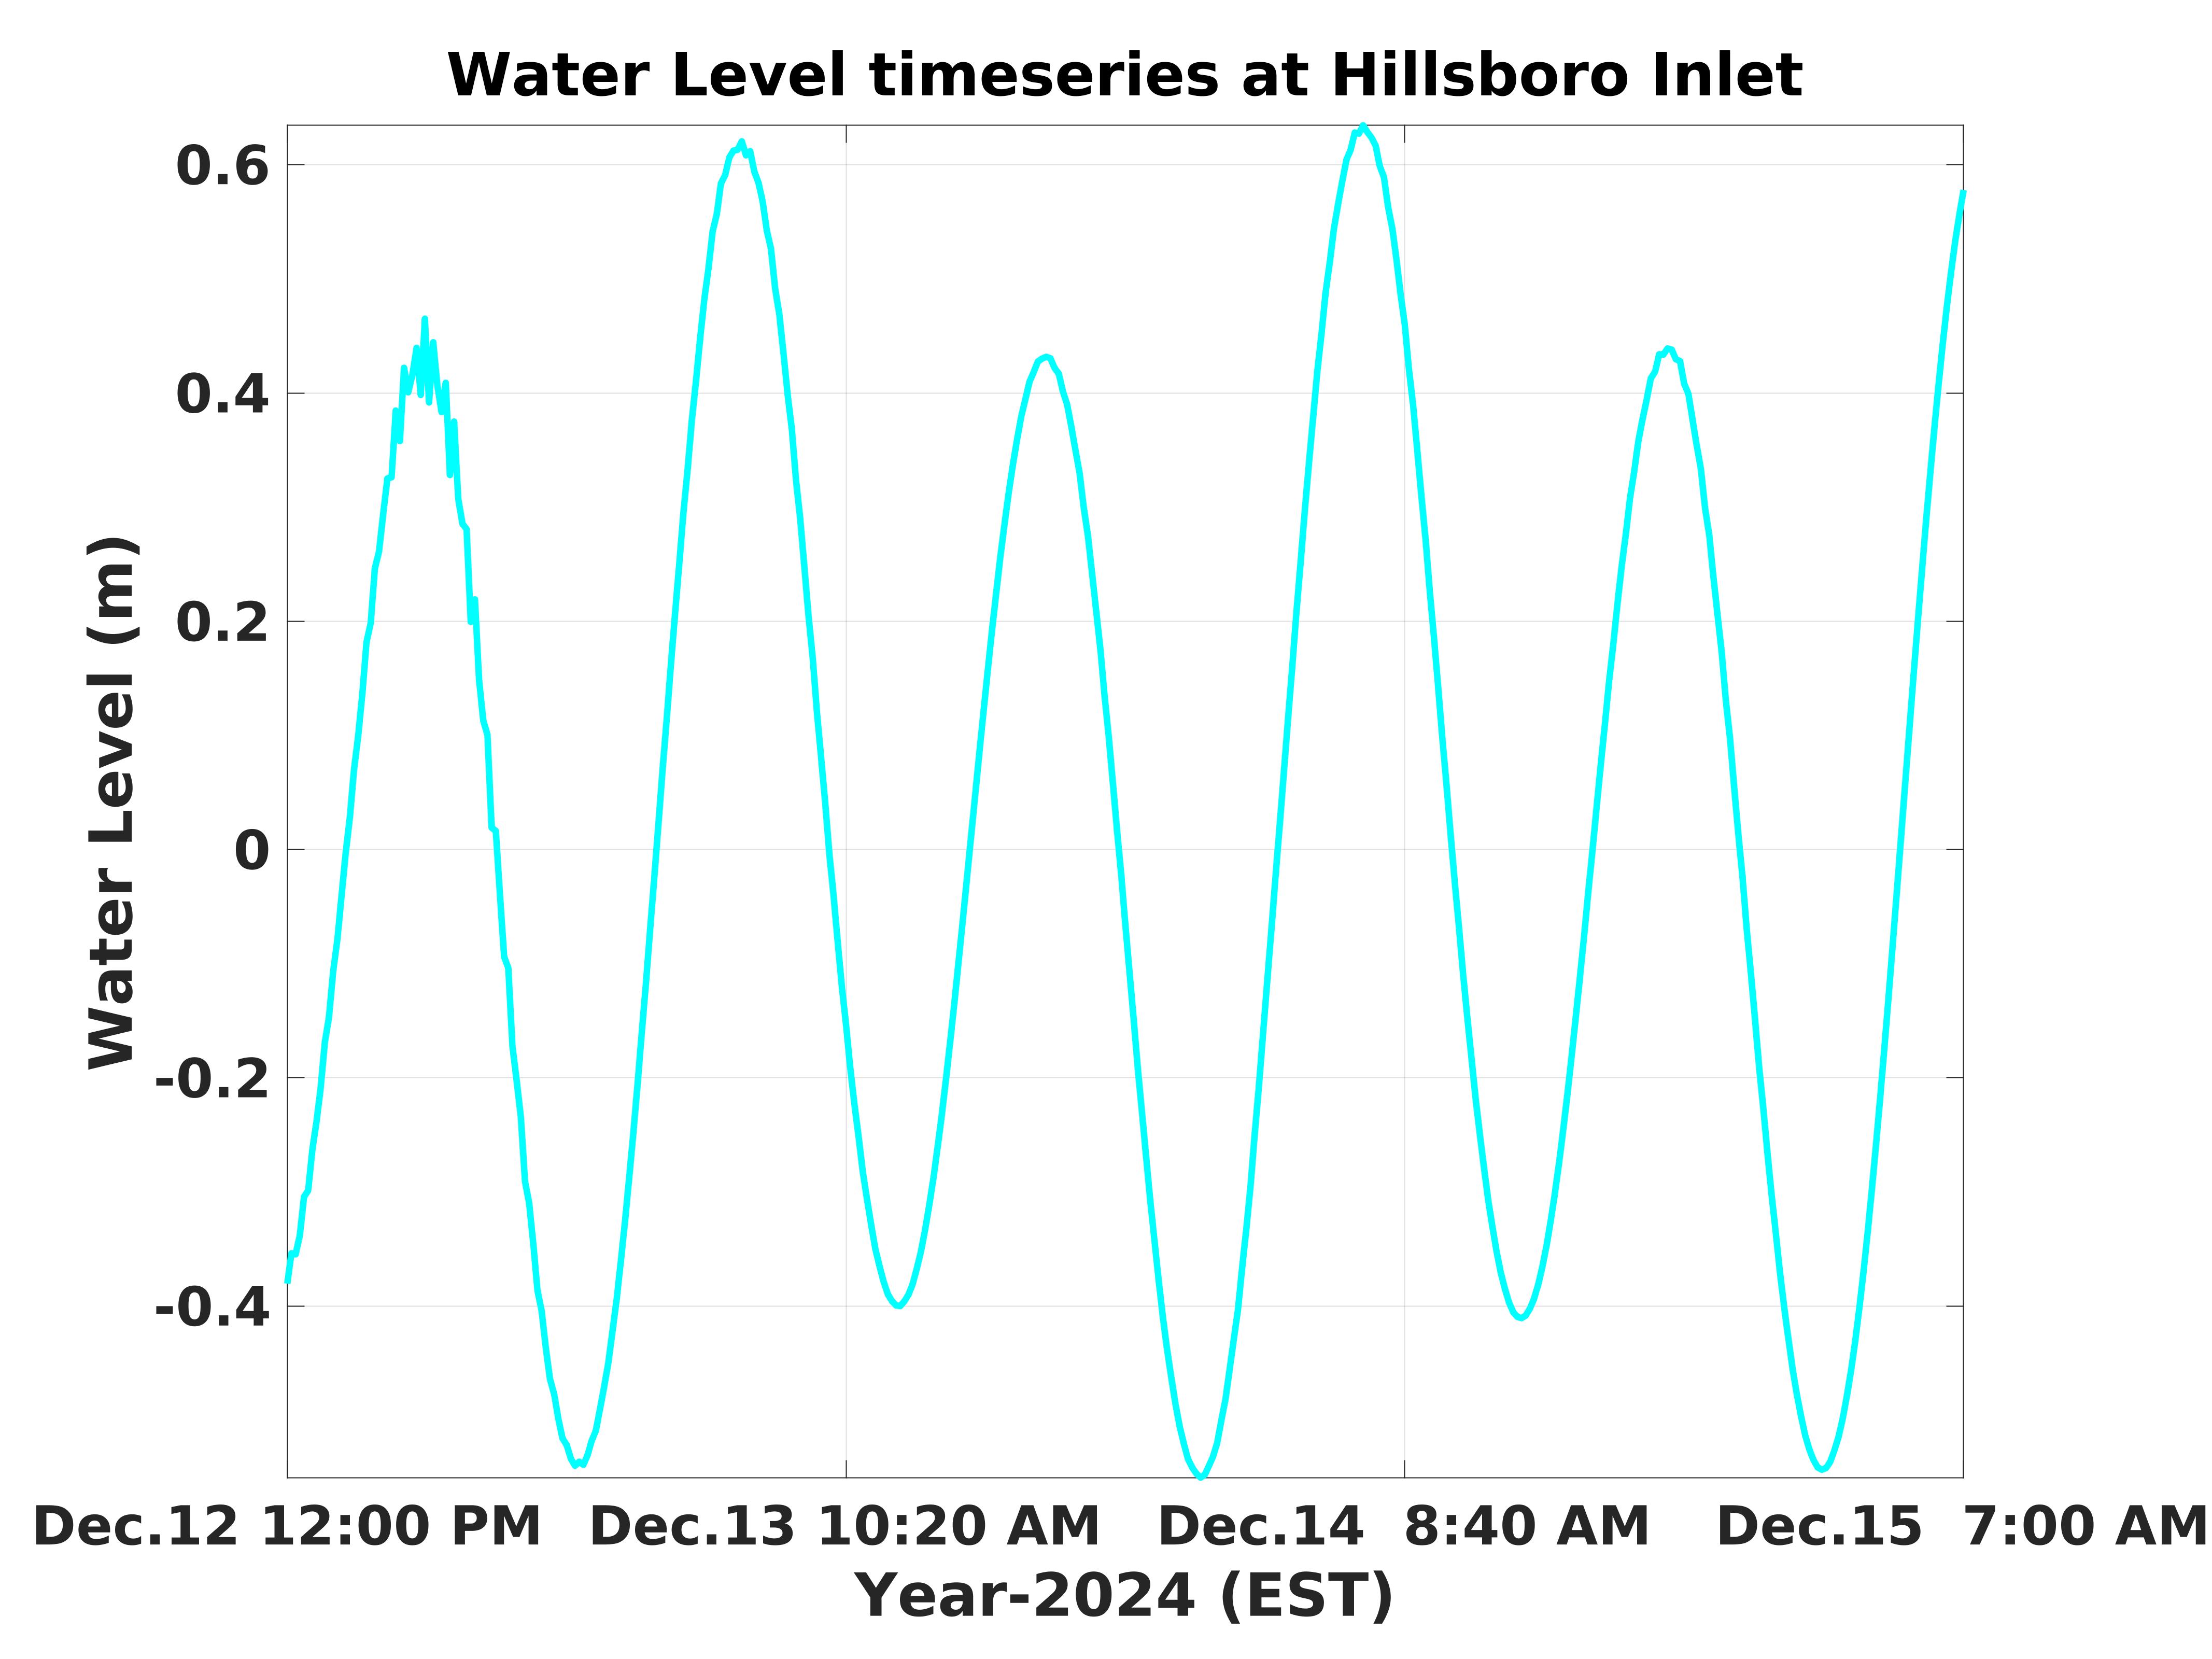 Water Level timeseries at Hillsboro Inlet
0.6
0.4
0.2
0
-0.2
-0.4
Water Level (m)
Dec.12 12:00 PM Dec.13 10:20 AM Dec.14 8:40 AM Dec.15 7:00 AM
Year-2024 (EST)